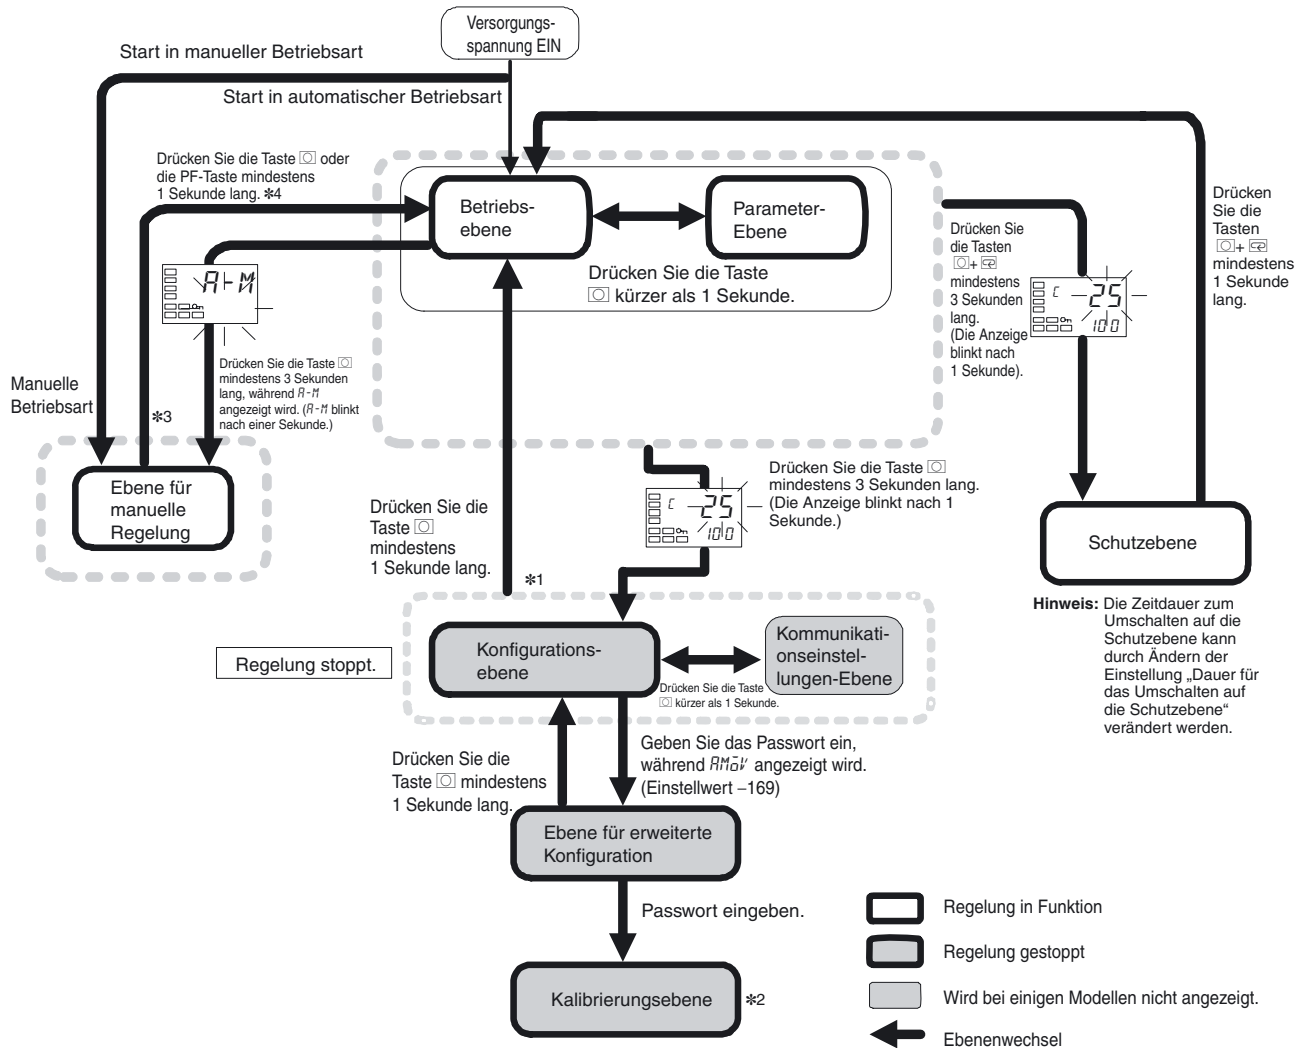 Versorgungs-
spannung EIN
Start in manueller Betriebsart
Start in automatischer Betriebsart
Drücken Sie die Taste oder
die PF-Taste mindestens
1 Sekunde lang. *4
Betriebs-
ebene
Parameter-
Ebene
Drücken Sie die Taste
kürzer als 1 Sekunde.
A-M
Drücken Sie die Taste
mindestens 3 Sekunden
lang, während A-M
angezeigt wird. (A-M blinkt
nach einer Sekunde.)
Manuelle
Betriebsart
*3
Ebene für
manuelle
Regelung
Drücken Sie
die Tasten
+
mindestens
3 Sekunden
lang.
(Die Anzeige
blinkt nach
1 Sekunde).
C 25
100
Drücken
Sie die
Tasten
+
mindestens
1 Sekunde
lang.
Drücken Sie die Taste
mindestens 3 Sekunden lang.
(Die Anzeige blinkt nach 1
Sekunde.)
C 25
100
Drücken Sie die
Taste
mindestens
1 Sekunde lang.
*1
Schutzebene
Hinweis: Die Zeitdauer zum
Umschalten auf die
Schutzebene kann
durch Ändern der
Einstellung „Dauer für
das Umschalten auf
die Schutzebene“
verändert werden.
Regelung stoppt.
Konfigurations-
ebene
Kommunikati-
onseinstel-
lungen-Ebene
Drücken Sie die Taste
kürzer als 1 Sekunde.
Drücken Sie die
Taste mindestens
1 Sekunde lang.
Geben Sie das Passwort ein,
während AMoV angezeigt wird.
(Einstellwert –169)
Ebene für erweiterte
Konfiguration
Passwort eingeben.
Kalibrierungsebene
*2
Regelung in Funktion
Regelung gestoppt
Wird bei einigen Modellen nicht angezeigt.
Ebenenwechsel